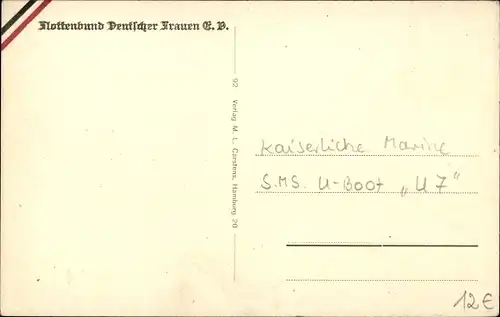 Flottenbund Deutscher Frauen E. V.
92 Verlag M. L. Carstens, Hamburg 20
Kaiserliche Marine
S.M.S. U-Boot „U 7"
12€